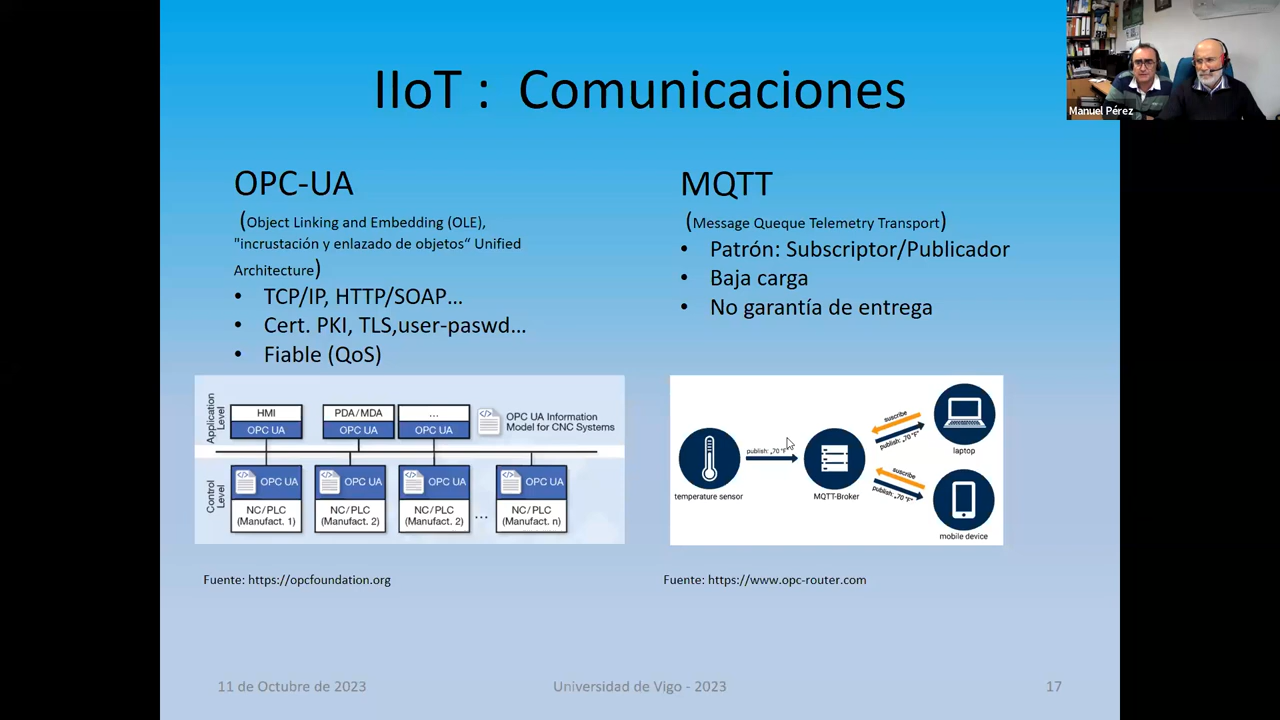 IIoT : Comunicaciones
Manuel Pérez
OPC-UA
(Object Linking and Embedding (OLE),
"incrustación y enlazado de objetos“ Unified
Architecture)
• TCP/IP, HTTP/SOAP...
• Cert. PKI, TLS,user-paswd...
• Fiable (QoS)
MQTT
(Message Queque Telemetry Transport)
• Patrón: Subscriptor/Publicador
• Baja carga
• No garantía de entrega
Application
Level
HMI
OPC UA
PDA/MDA
OPC UA
...
OPC UA
OPC UA Information
Model for CNC Systems
Control
Level
OPC UA
NC/PLC
(Manufact. 1)
OPC UA
NC/PLC
(Manufact. 2)
OPC UA
NC/PLC
(Manufact. 2)
...
OPC UA
NC/PLC
(Manufact. n)
temperature sensor
publish: „70 °F“
MQTT-Broker
suscribe
publish: „70 °F“
laptop
suscribe
publish: „70 °F“
mobile device
Fuente: https://opcfoundation.org
Fuente: https://www.opc-router.com
11 de Octubre de 2023
Universidad de Vigo - 2023
17